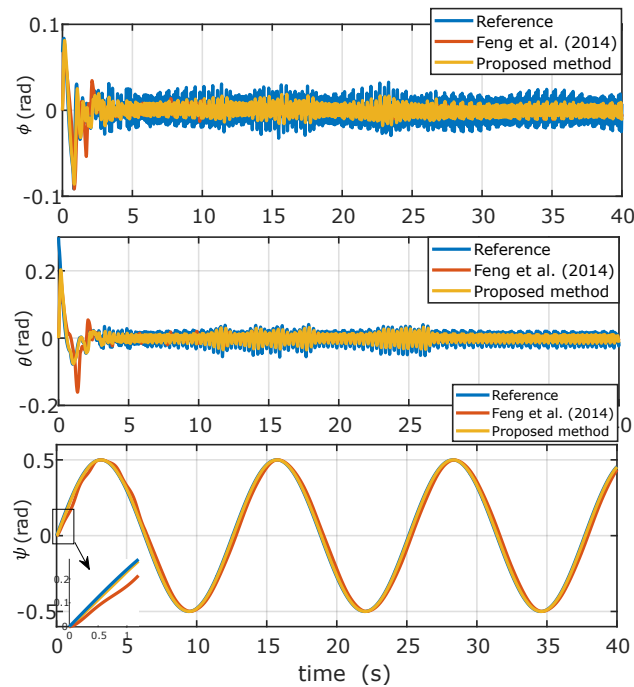 Reference
Feng et al. (2014)
Proposed method
0.1
0
-0.1
ϕ (rad)
0 5 10 15 20 25 30 35 40
Reference
Feng et al. (2014)
Proposed method
0.2
0
-0.2
θ (rad)
0 5 10 15 20 25 30 40
Reference
Feng et al. (2014)
Proposed method
0.5
0
-0.5
ψ (rad)
0.2
0.1
0
0 0.5 1
0 5 10 15 20 25 30 35 40
time (s)